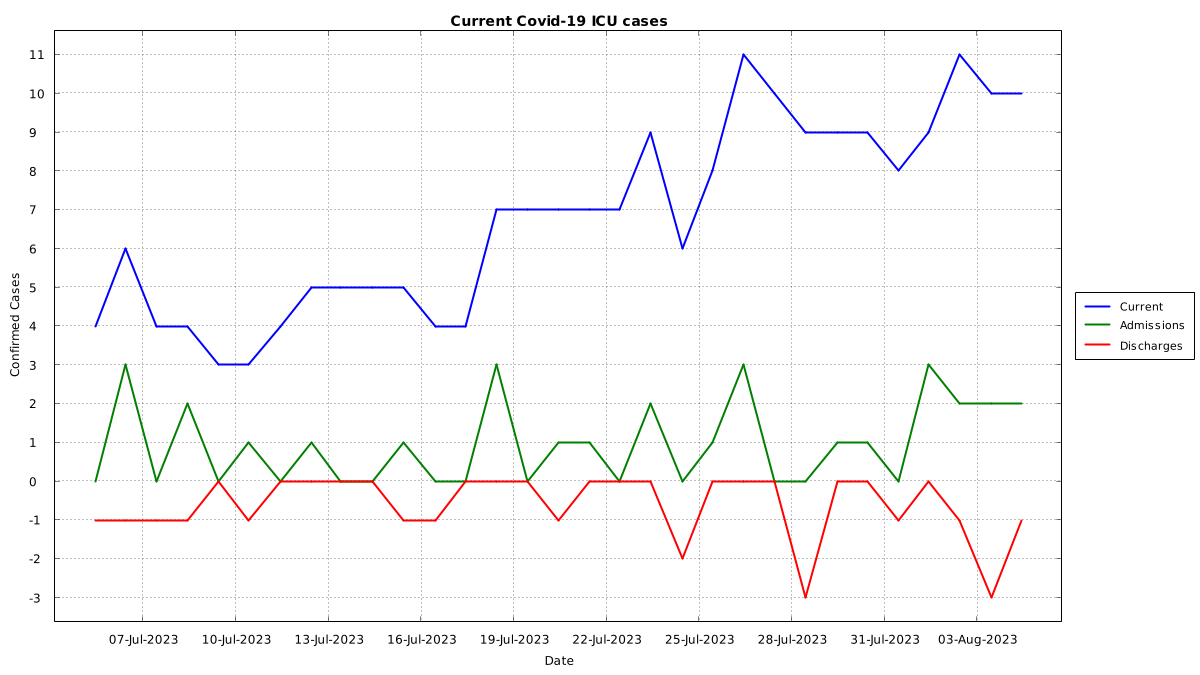 Current Covid-19 ICU cases
11
10
9
8
7
6
5
4
3
2
1
0
-1
-2
-3
Confirmed Cases
07-Jul-2023 10-Jul-2023 13-Jul-2023 16-Jul-2023 19-Jul-2023 22-Jul-2023 25-Jul-2023 28-Jul-2023 31-Jul-2023 03-Aug-2023
Date
Current
Admissions
Discharges